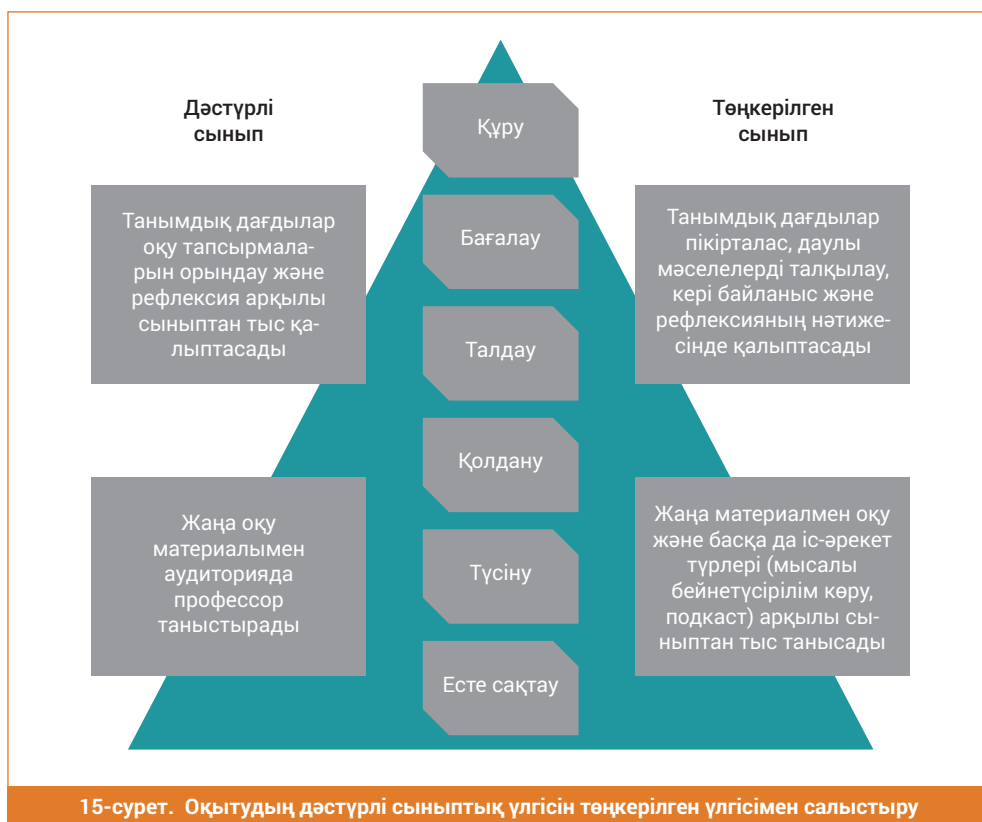 Дәстүрлі
сынып
Танымдық дағдылар
оқу тапсырмала-
рын орындау және
рефлексия арқылы
сыныптан тыс қа-
лыптасады
Жаңа оқу
материалымен
аудиторияда
профессор
таныстырады
Құру
Бағалау
Талдау
Қолдану
Түсіну
Есте сақтау
Төңкерілген
сынып
Танымдық дағдылар
пікірталас, даулы
мәселелерді талқылау,
кері байланыс және
рефлексияның нәтиже-
сінде қалыптасады
Жаңа материалмен оқу
және басқа да іс-әрекет
түрлері (мысалы
бейнетүсірілім көру,
подкаст) арқылы сы-
ныптан тыс танысады
15-сурет. Оқытудың дәстүрлі сыныптық үлгісін төңкерілген үлгісімен салыстыру